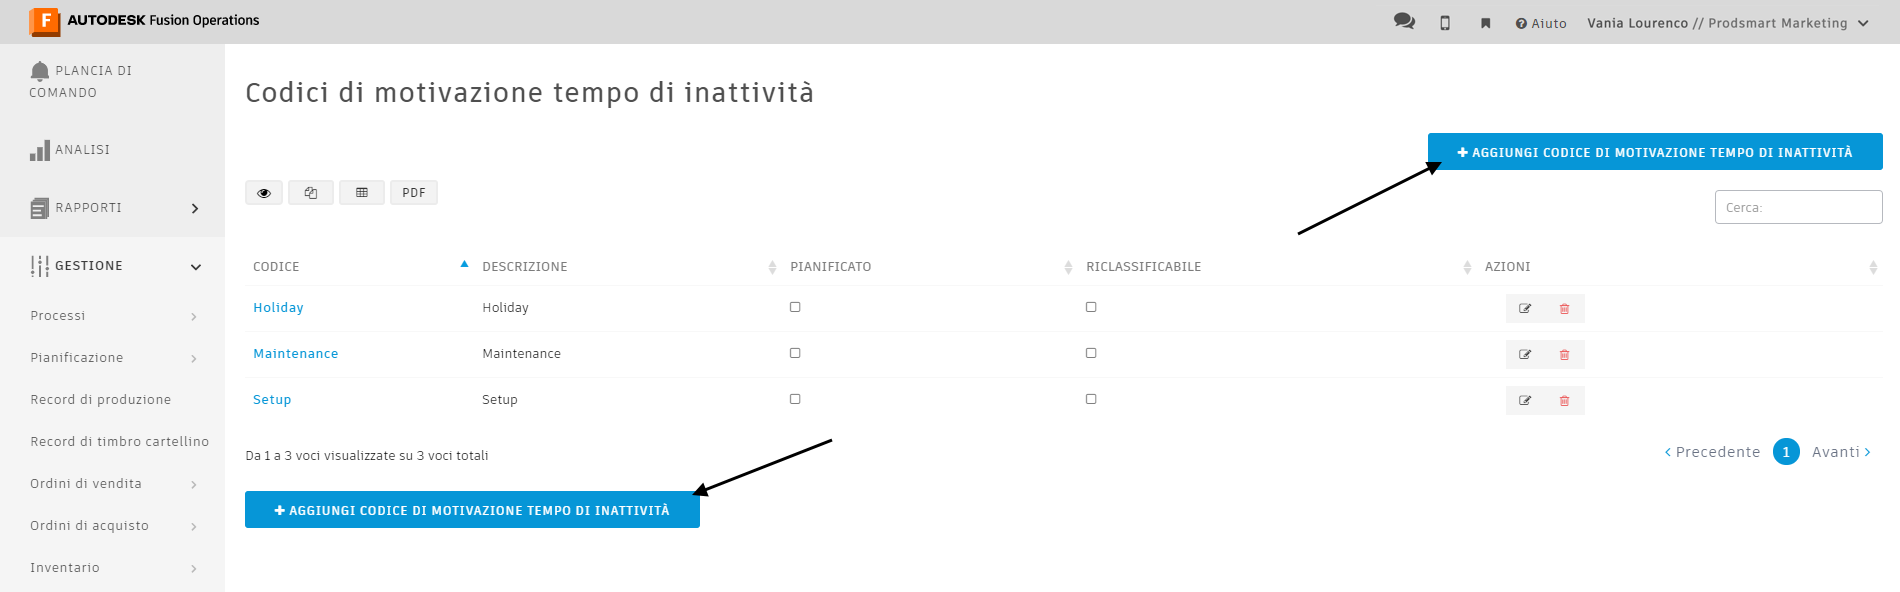 AUTODESK Fusion Operations
Aiuto
Vania Lourenco // Prodsmart Marketing
PLANCIA DI
COMANDO
ANALISI
RAPPORTI
GESTIONE
Processi
Pianificazione
Record di produzione
Record di timbro cartellino
Ordini di vendita
Ordini di acquisto
Inventario
Codici di motivazione tempo di inattività
+ AGGIUNGI CODICE DI MOTIVAZIONE TEMPO DI INATTIVITÀ
PDF
Cerca:
CODICE DESCRIZIONE PIANIFICATO RICLASSIFICABILE AZIONI
Holiday Holiday
Maintenance Maintenance
Setup Setup
Da 1 a 3 voci visualizzate su 3 voci totali
‹ Precedente 1 Avanti ›
+ AGGIUNGI CODICE DI MOTIVAZIONE TEMPO DI INATTIVITÀ